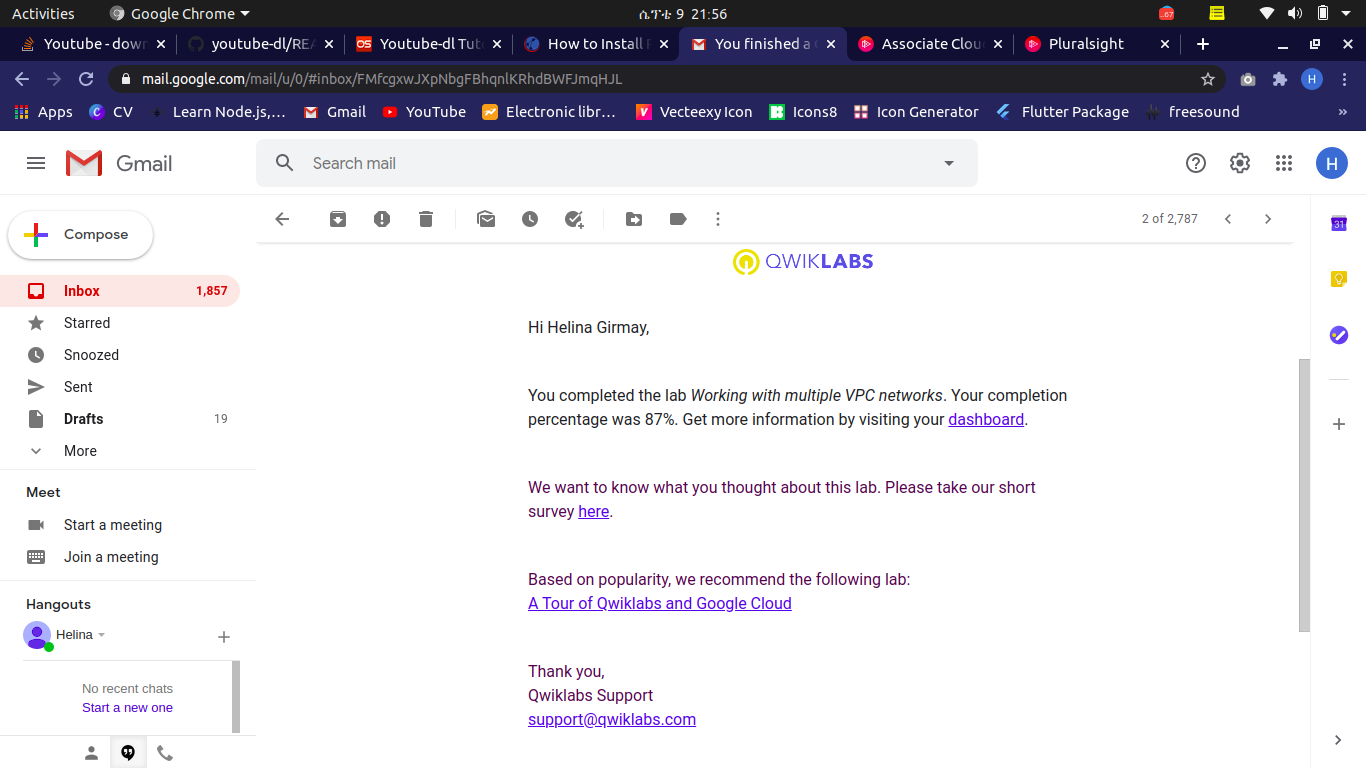 Activities
Google Chrome
ሴፕቴ 9 21:56
.67
Youtube - dow
youtube-dl/REA
OS
Youtube-dl Tut
How to Install
You finished a
Associate Clou
Pluralsight
mail.google.com/mail/u/0/#inbox/FMfcgxwJXpNbgFBhqnlKRhdBWFJmqHJL
H
Apps
CV
Learn Node.js,...
Gmail
YouTube
Electronic libr...
Vecteexy Icon
Icons8
Icon Generator
Flutter Package
freesound
»
Gmail
Search mail
H
Compose
2 of 2,787
31
QWIKLABS
Inbox 1,857
Starred
Snoozed
Sent
Drafts 19
More
Meet
Start a meeting
Join a meeting
Hangouts
Helina
No recent chats
Start a new one
Hi Helina Girmay,
You completed the lab Working with multiple VPC networks. Your completion
percentage was 87%. Get more information by visiting your dashboard.
We want to know what you thought about this lab. Please take our short
survey here.
Based on popularity, we recommend the following lab:
A Tour of Qwiklabs and Google Cloud
Thank you,
Qwiklabs Support
support@qwiklabs.com